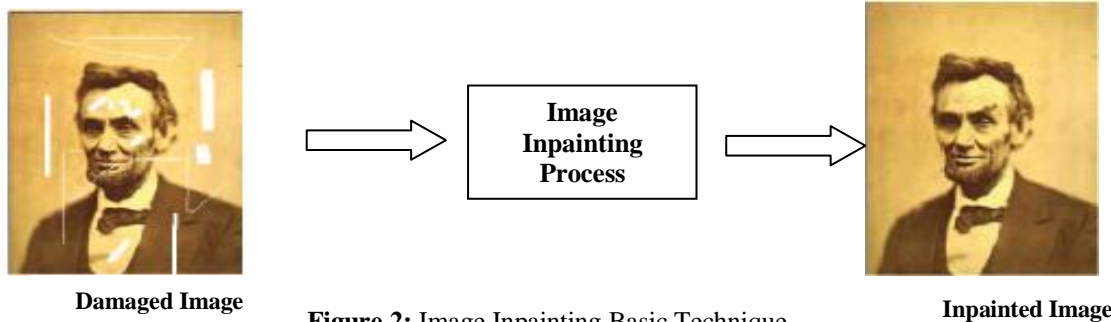 Image
Inpainting
Process
Damaged Image
Figure 2: Image Inpainting Basic Technique
Inpainted Image